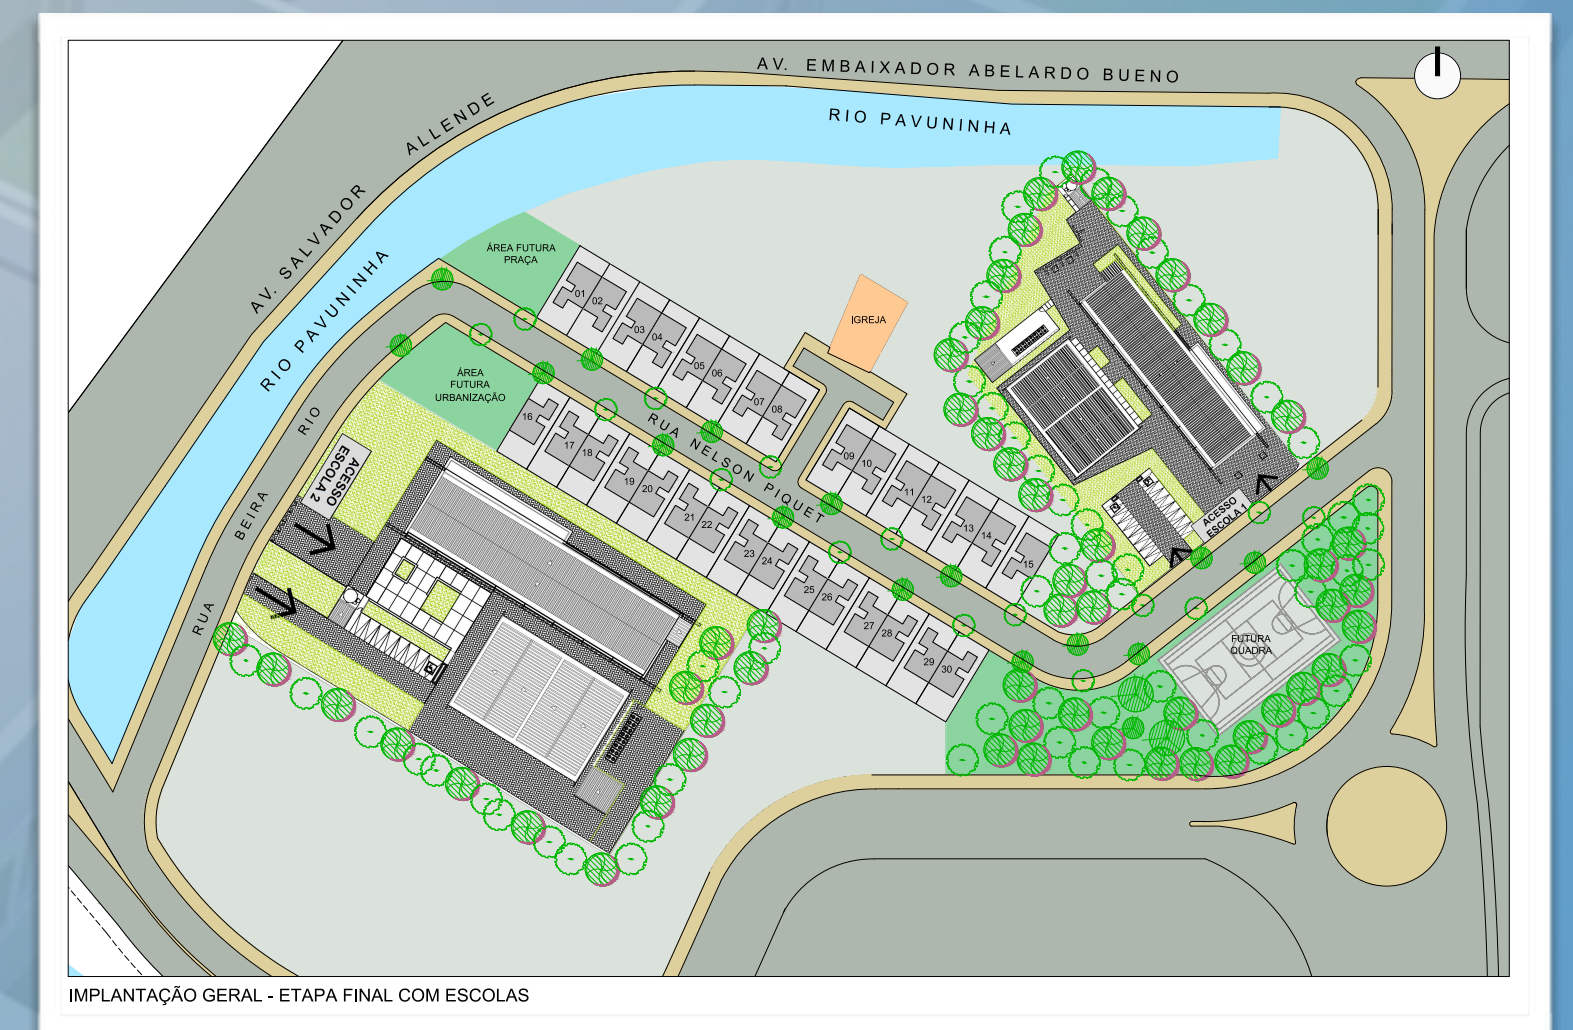 AV. EMBAIXADOR ABELARDO BUENO
RIO PAVUNINHA
AV. SALVADOR ALLENDE
RIO PAVUNINHA
ÁREA FUTURA
PRAÇA
ÁREA
FUTURA
URBANIZAÇÃO
IGREJA
01
02
03
04
05
06
07
08
09
10
11
12
13
14
15
16
17
18
19
20
21
22
23
24
25
26
27
28
29
30
RUA NELSON PIQUET
RUA BEIRA RIO
ACESSO
ESCOLA 2
ACESSO
ESCOLA 1
FUTURA
QUADRA
IMPLANTAÇÃO GERAL - ETAPA FINAL COM ESCOLAS